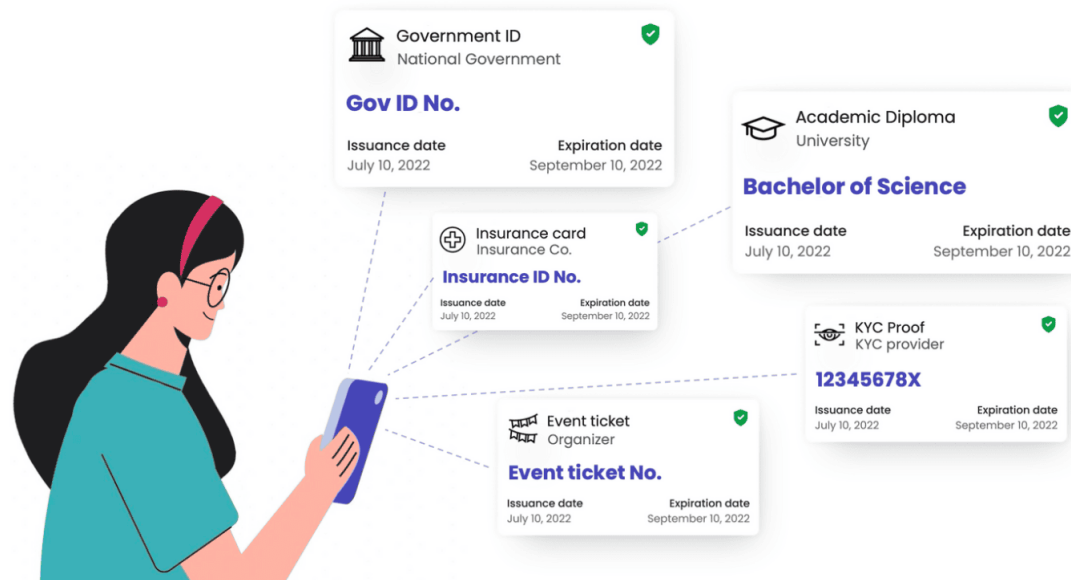 Government ID
National Government
Gov ID No.
Issuance date Expiration date
July 10, 2022 September 10, 2022
Academic Diploma
University
Bachelor of Science
Issuance date Expiration date
July 10, 2022 September 10, 2022
Insurance card
Insurance Co.
Insurance ID No.
Issuance date Expiration date
July 10, 2022 September 10, 2022
KYC Proof
KYC provider
12345678X
Issuance date Expiration date
July 10, 2022 September 10, 2022
Event ticket
Organizer
Event ticket No.
Issuance date Expiration date
July 10, 2022 September 10, 2022